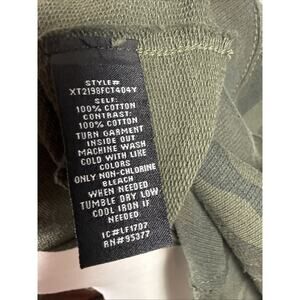 STYLE#
XT2198FCT404Y
SELF:
100% COTTON
CONTRAST:
100% COTTON
TURN GARMENT
INSIDE OUT
MACHINE WASH
COLD WITH LIKE
COLORS
ONLY NON-CHLORINE
BLEACH
WHEN NEEDED
TUMBLE DRY LOW
COOL IRON IF
NEEDED
IC#LF1707
RN#95377